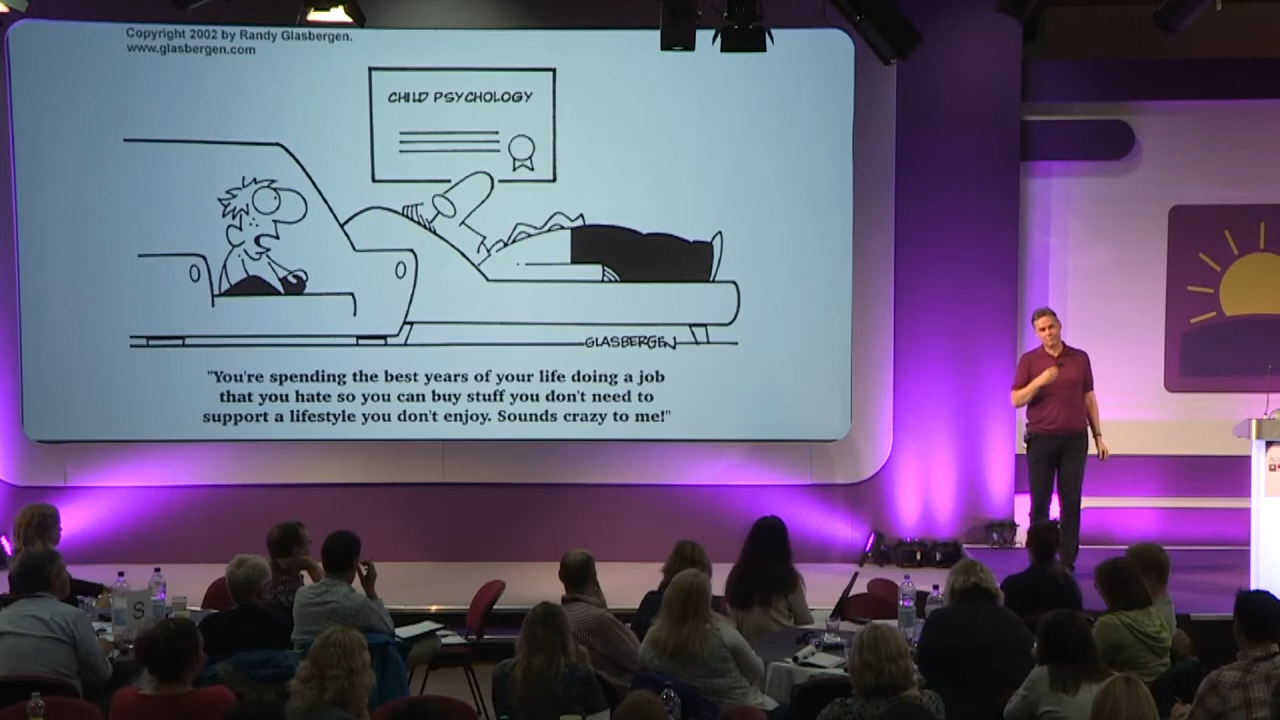 Copyright 2002 by Randy Glasbergen.
www.glasbergen.com
CHILD PSYCHOLOGY
GLASBERGEN
"You're spending the best years of your life doing a job
that you hate so you can buy stuff you don't need to
support a lifestyle you don't enjoy. Sounds crazy to me!"
S